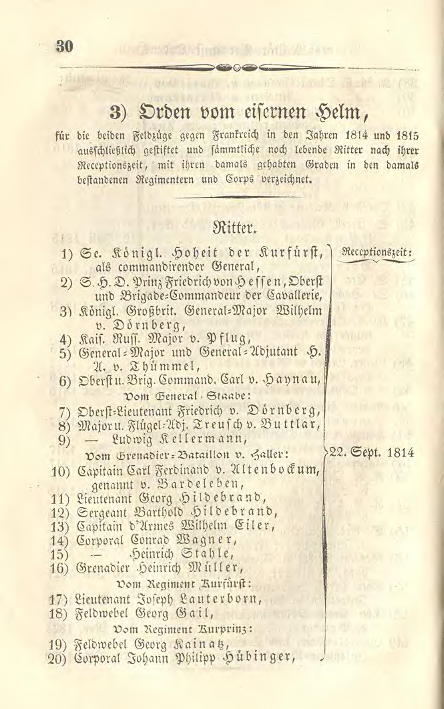 30
3) Orden vom eisernen Helm,
für die beiden Feldzüge gegen Frankreich in den Jahren 1814 und 1815
ausschließlich gestiftet und sämmtliche noch lebende Ritter nach ihrer
Receptionszeit, mit ihren damals gehabten Graden in den damals
bestandenen Regimentern und Corps verzeichnet.
Ritter.
1) Se. Königl. Hoheit der Kurfürst,
als commandirender General,
Receptionszeit:
2) S. H. D. Prinz Friedrich von Hessen, Oberst
und Brigade-Commandeur der Cavallerie,
3) Königl. Großbrit. General-Major Wilhelm
v. Dörnberg,
4) Kais. Russ. Major v. Pflug,
5) General-Major und General-Adjutant H.
A. v. Thümmel,
6) Oberst u. Brig. Command. Carl v. Haynau,
Vom General-Staabe:
7) Oberst-Lieutenant Friedrich v. Dörnberg,
8) Major u. Flügel-Adj. Treusch v. Buttlar,
9) — Ludwig Kellermann,
Vom Grenadier-Bataillon v. Haller:
22. Sept. 1814
10) Capitain Carl Ferdinand v. Altenbockum,
genannt v. Bardeleben,
11) Lieutenant Georg Hildebrand,
12) Sergeant Barthold Hildebrand,
13) Capitain d'Armes Wilhelm Eiler,
14) Corporal Conrad Wagner,
15) — Heinrich Stahle,
16) Grenadier Heinrich Müller,
Vom Regiment Kurfürst:
17) Lieutenant Joseph Lauterborn,
18) Feldwebel Georg Gail,
Vom Regiment Kurprinz:
19) Feldwebel Georg Kainatz,
20) Corporal Johann Philipp Hübinger,